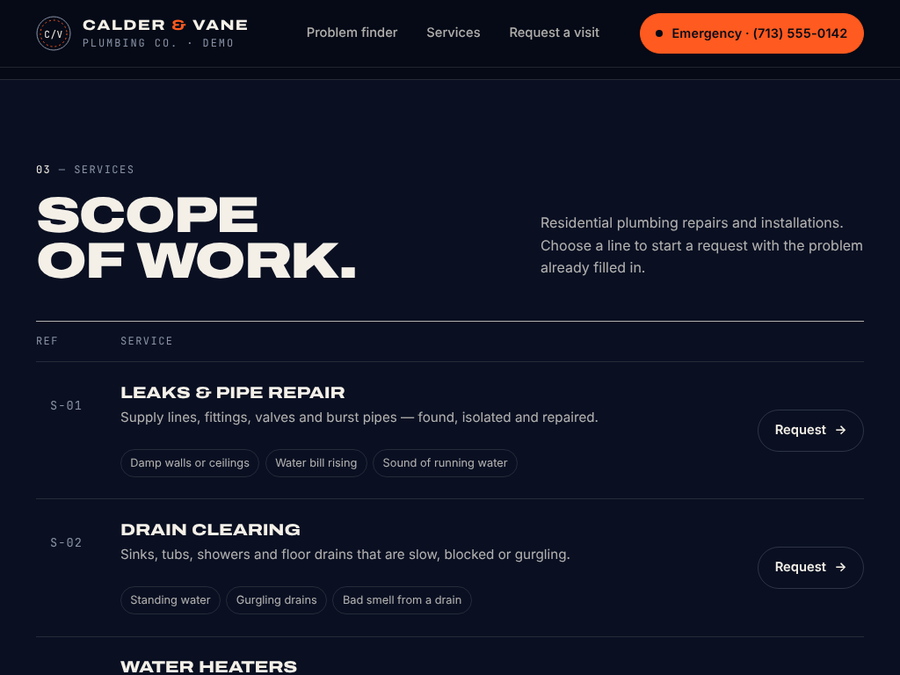 C/V
CALDER & VANE
PLUMBING CO. · DEMO
Problem finder
Services
Request a visit
Emergency · (713) 555-0142
03 — SERVICES
SCOPE
OF WORK.
Residential plumbing repairs and installations.
Choose a line to start a request with the problem
already filled in.
REF
SERVICE
S-01
LEAKS & PIPE REPAIR
Supply lines, fittings, valves and burst pipes — found, isolated and repaired.
Damp walls or ceilings
Water bill rising
Sound of running water
Request →
S-02
DRAIN CLEARING
Sinks, tubs, showers and floor drains that are slow, blocked or gurgling.
Standing water
Gurgling drains
Bad smell from a drain
Request →
WATER HEATERS